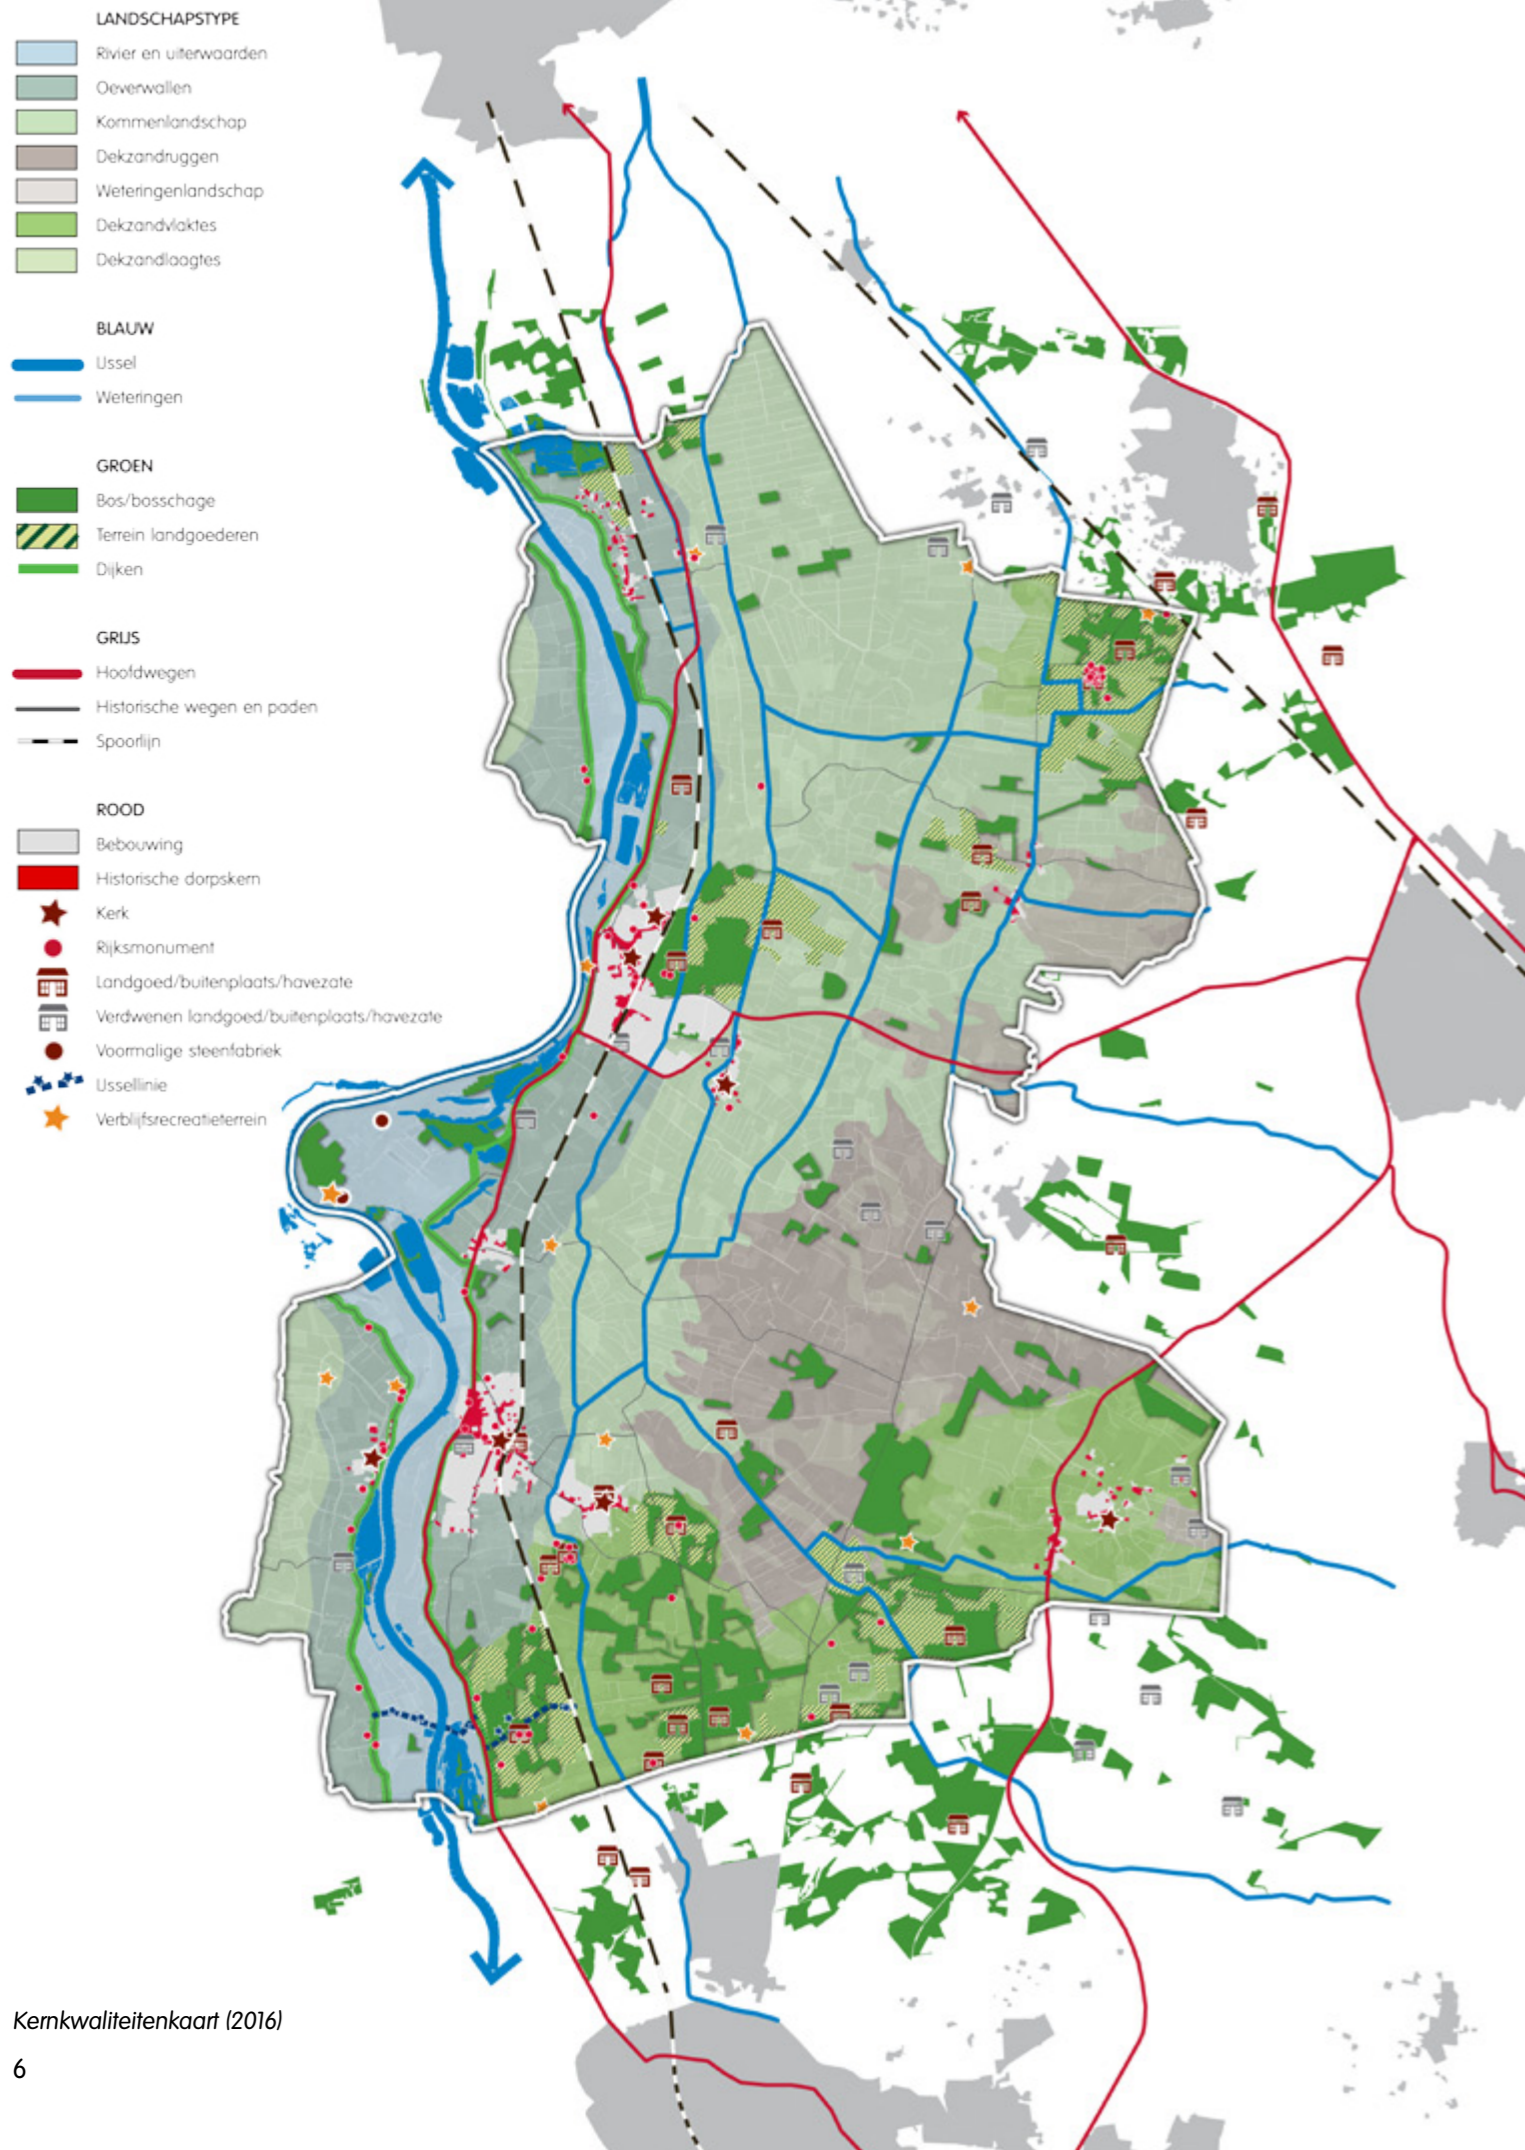 LANDSCHAPSTYPE
Rivier en uiterwaarden
Oeverwallen
Kommenlandschap
Dekzandruggen
Weteringenlandschap
Dekzandvlaktes
Dekzandlaagtes
BLAUW
IJssel
Weteringen
GROEN
Bos/bosschage
Terrein landgoederen
Dijken
GRIJS
Hoofdwegen
Historische wegen en paden
Spoorlijn
ROOD
Bebouwing
Historische dorpskern
Kerk
Rijksmonument
Landgoed/buitenplaats/havezate
Verdwenen landgoed/buitenplaats/havezate
Voormalige steenfabriek
IJssellinie
Verblijfsrecreatieterrein
Kernkwaliteitenkaart (2016)
6